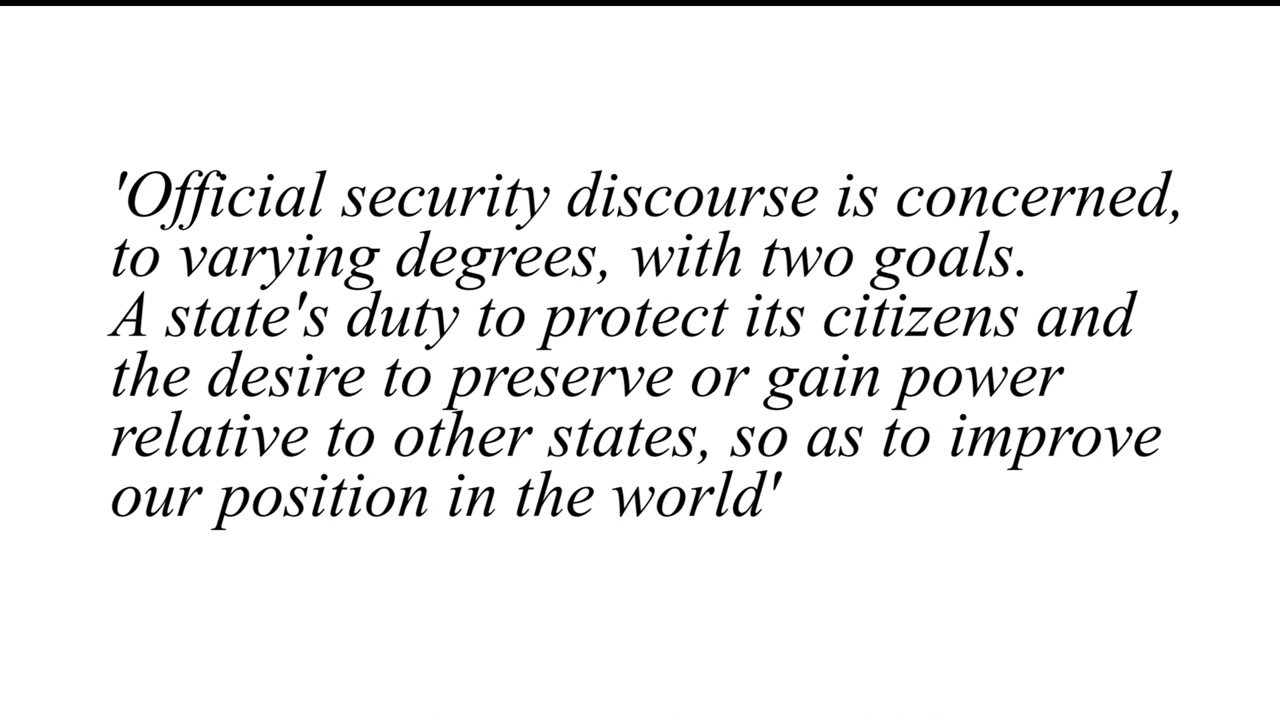 'Official security discourse is concerned,
to varying degrees, with two goals.
A state's duty to protect its citizens and
the desire to preserve or gain power
relative to other states, so as to improve
our position in the world'